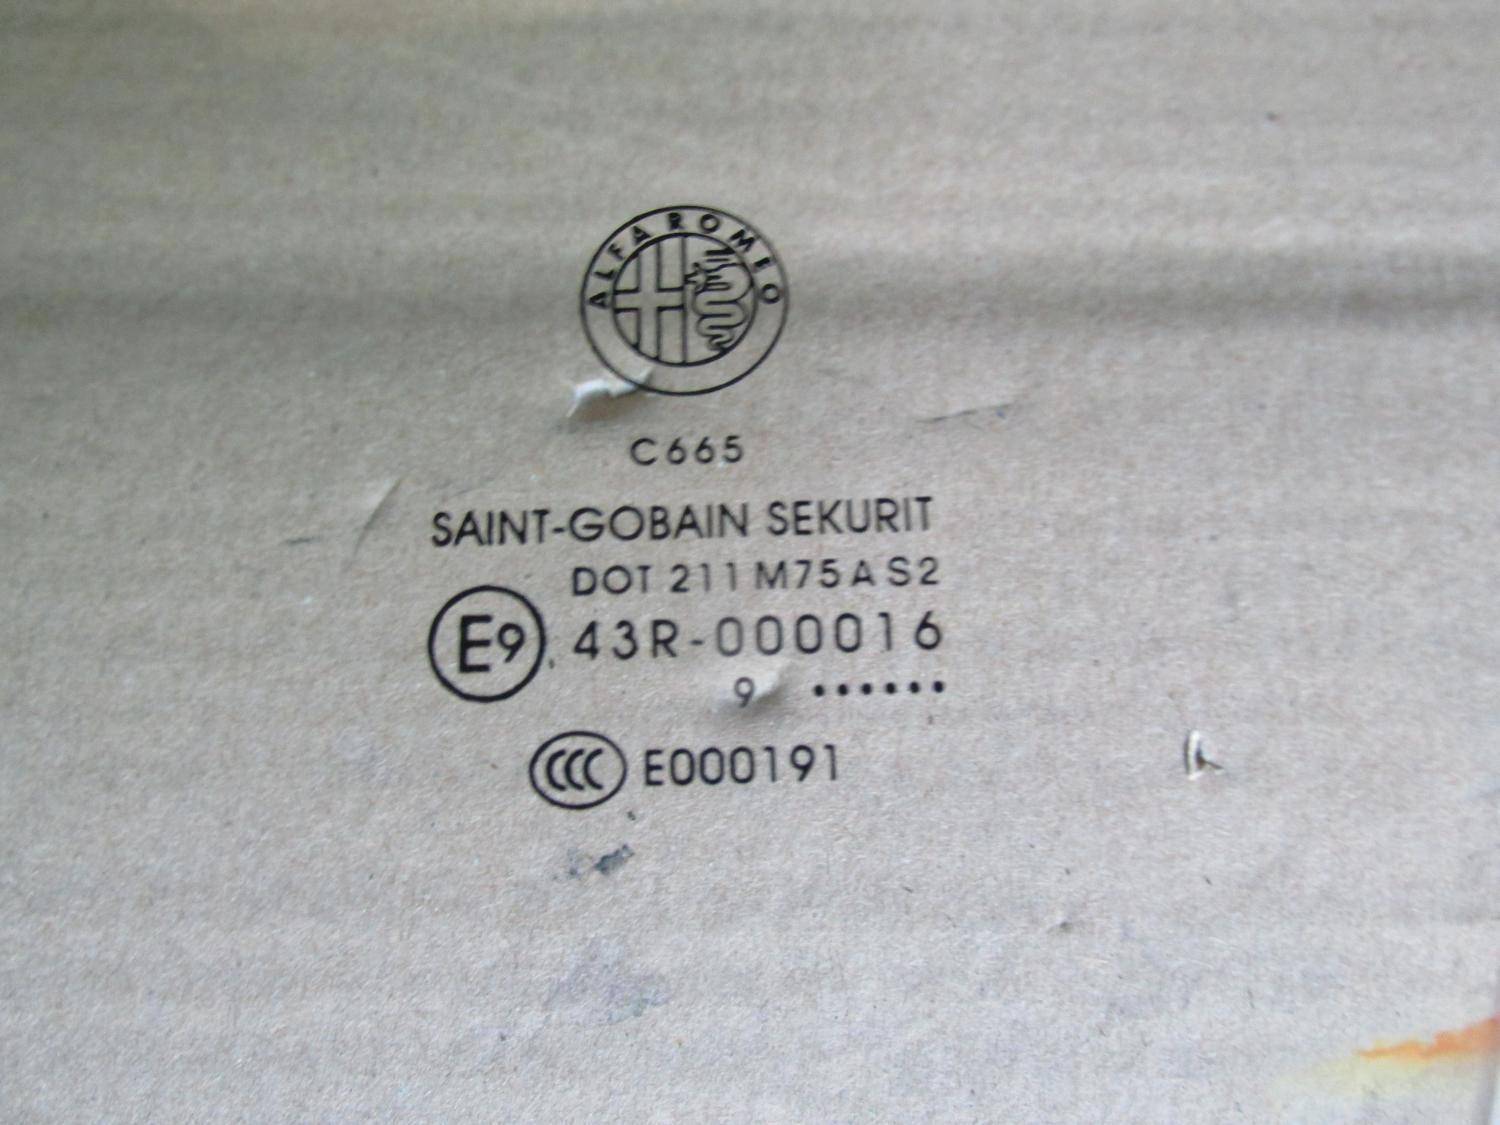 ALFA ROMEO
C665
SAINT-GOBAIN SEKURIT
DOT 211 M75 A S2
E9 43R-000016
9 ......
CCC E000191